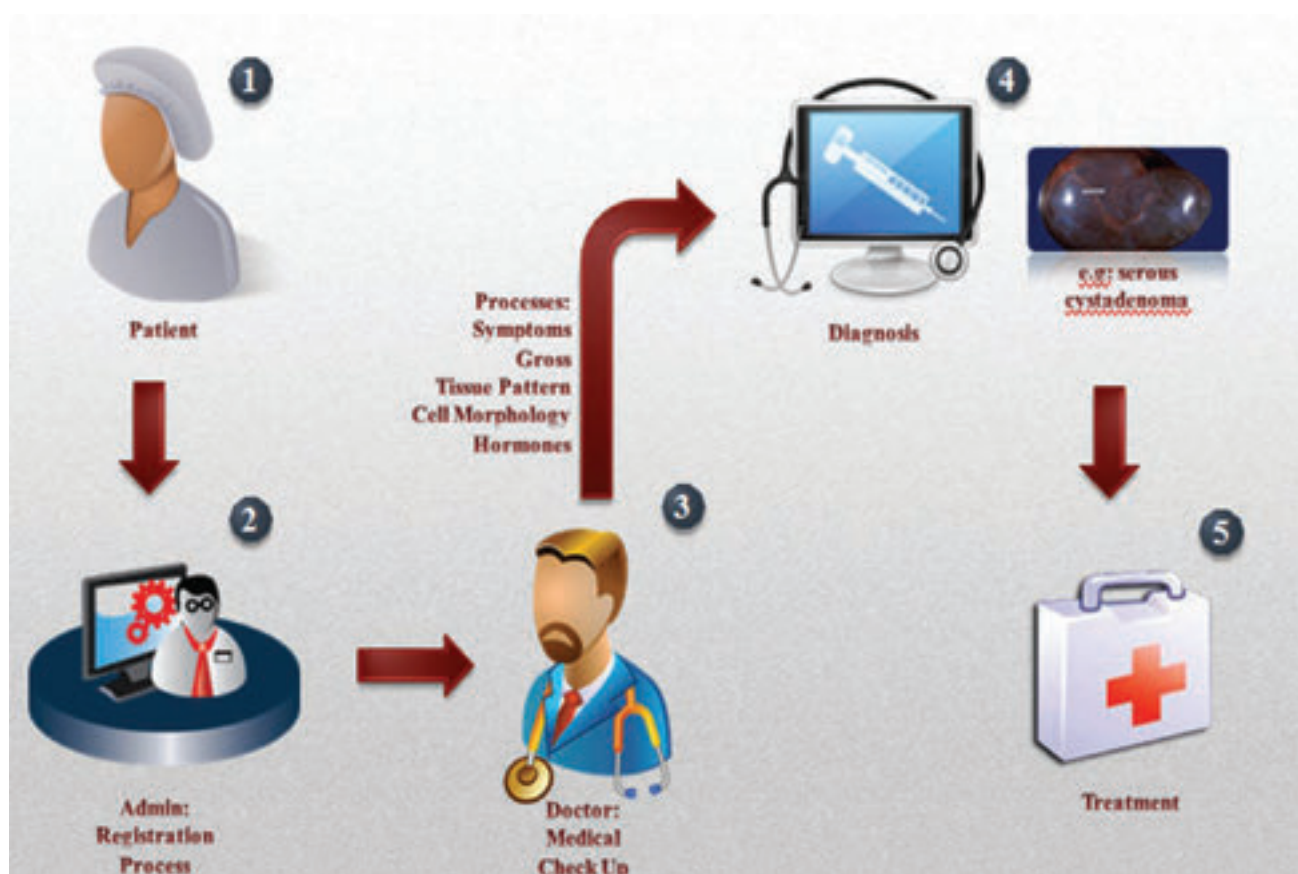 1
Patient
2
Admin:
Registration
Process
3
Doctor:
Medical
Check Up
Processes:
Symptoms
Gross
Tissue Pattern
Cell Morphology
Hormones
4
Diagnosis
e.g: serous
cystadenoma
5
Treatment